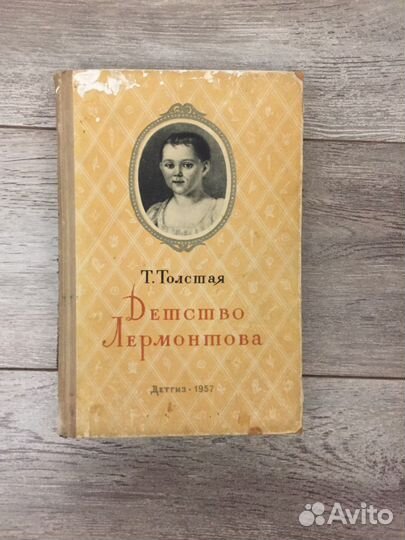 Т. Толстая
Детство
Лермонтова
Детгиз · 1957
Avito